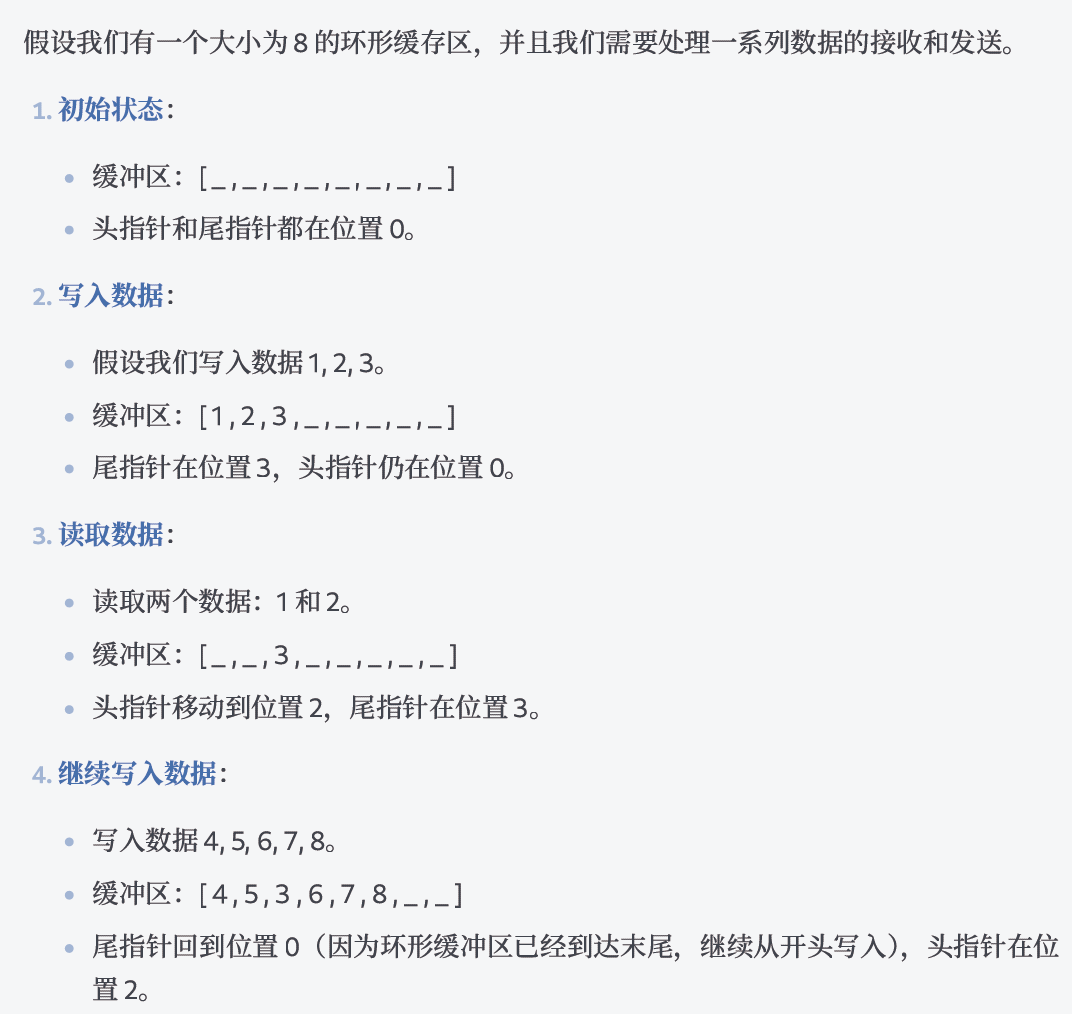 假设我们有一个大小为 8 的环形缓存区，并且我们需要处理一系列数据的接收和发送。
1. 初始状态：
• 缓冲区：[_,_,_,_,_,_,_,_]
• 头指针和尾指针都在位置 0。
2. 写入数据：
• 假设我们写入数据 1, 2, 3。
• 缓冲区：[1,2,3,_,_,_,_,_]
• 尾指针在位置 3，头指针仍在位置 0。
3. 读取数据：
• 读取两个数据：1 和 2。
• 缓冲区：[_,_,3,_,_,_,_,_]
• 头指针移动到位置 2，尾指针在位置 3。
4. 继续写入数据：
• 写入数据 4, 5, 6, 7, 8。
• 缓冲区：[4,5,3,6,7,8,_,_]
• 尾指针回到位置 0（因为环形缓冲区已经到达末尾，继续从开头写入），头指针在位
置 2。